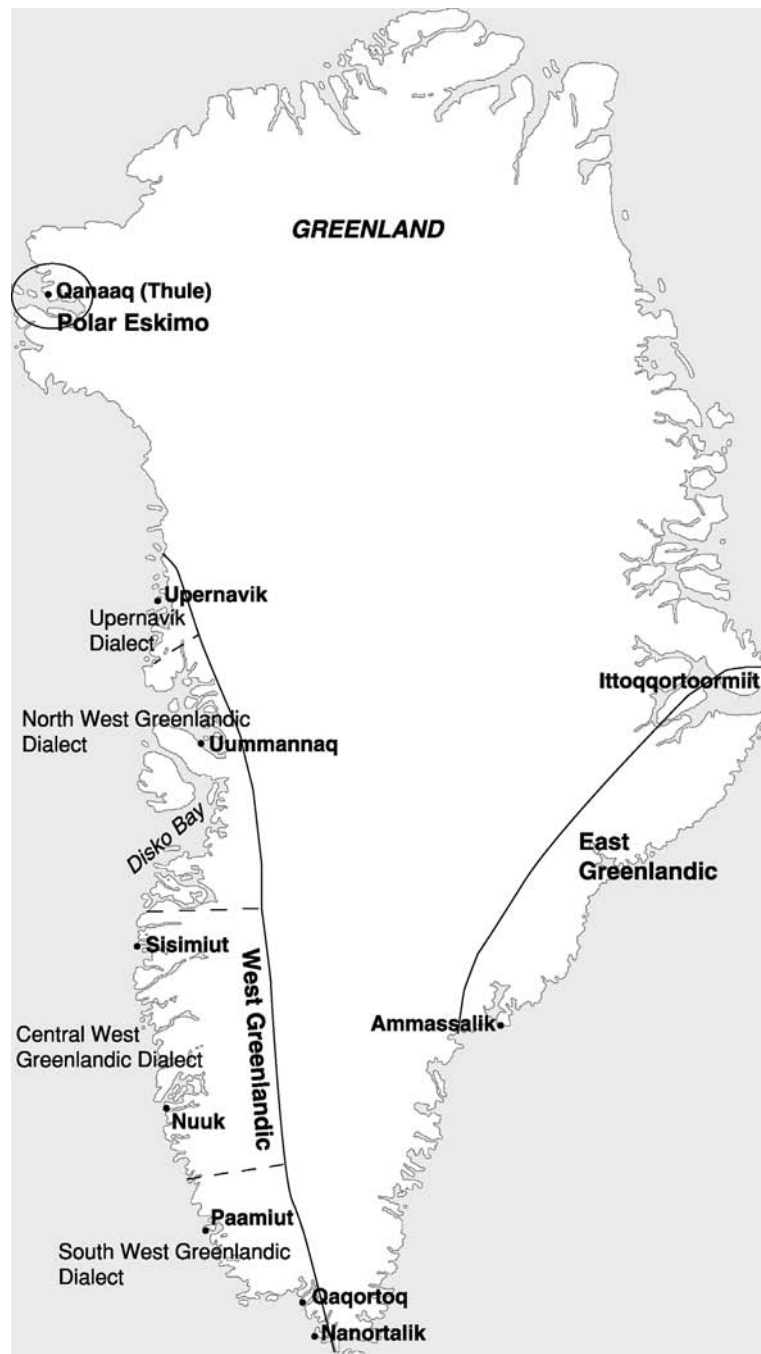 GREENLAND
Qanaaq (Thule)
Polar Eskimo
Upernavik
Upernavik
Dialect
Ittoqqortoormiit
North West Greenlandic
Dialect
Uummannaq
Disko Bay
East
Greenlandic
Sisimiut
West Greenlandic
Ammassalik
Central West
Greenlandic Dialect
Nuuk
Paamiut
South West Greenlandic
Dialect
Qaqortoq
Nanortalik